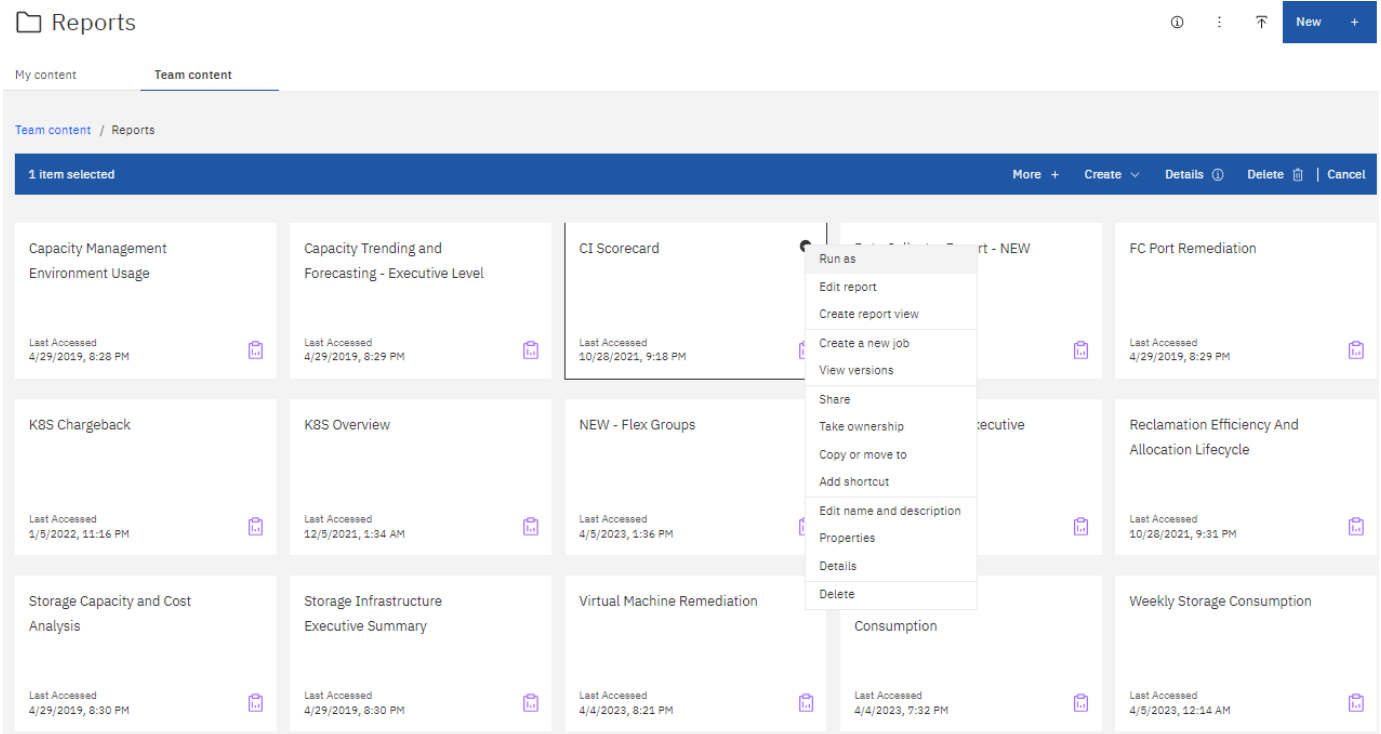 Reports
New +
My content
Team content
Team content / Reports
1 item selected
More +
Create
Details
Delete
Cancel
Capacity Management
Environment Usage
Last Accessed
4/29/2019, 8:28 PM
Capacity Trending and
Forecasting - Executive Level
Last Accessed
4/29/2019, 8:29 PM
CI Scorecard
Last Accessed
10/28/2021, 9:18 PM
Run as
Edit report
Create report view
Create a new job
View versions
Share
Take ownership
Copy or move to
Add shortcut
Edit name and description
Properties
Details
Delete
- NEW
FC Port Remediation
Last Accessed
4/29/2019, 8:29 PM
K8S Chargeback
Last Accessed
1/5/2022, 11:16 PM
K8S Overview
Last Accessed
12/5/2021, 1:34 AM
NEW - Flex Groups
Last Accessed
4/5/2023, 1:36 PM
Reclamation Efficiency And
Allocation Lifecycle
Last Accessed
10/28/2021, 9:31 PM
Storage Capacity and Cost
Analysis
Last Accessed
4/29/2019, 8:30 PM
Storage Infrastructure
Executive Summary
Last Accessed
4/29/2019, 8:30 PM
Virtual Machine Remediation
Last Accessed
4/4/2023, 8:21 PM
Consumption
Last Accessed
4/4/2023, 7:32 PM
Weekly Storage Consumption
Last Accessed
4/5/2023, 12:14 AM